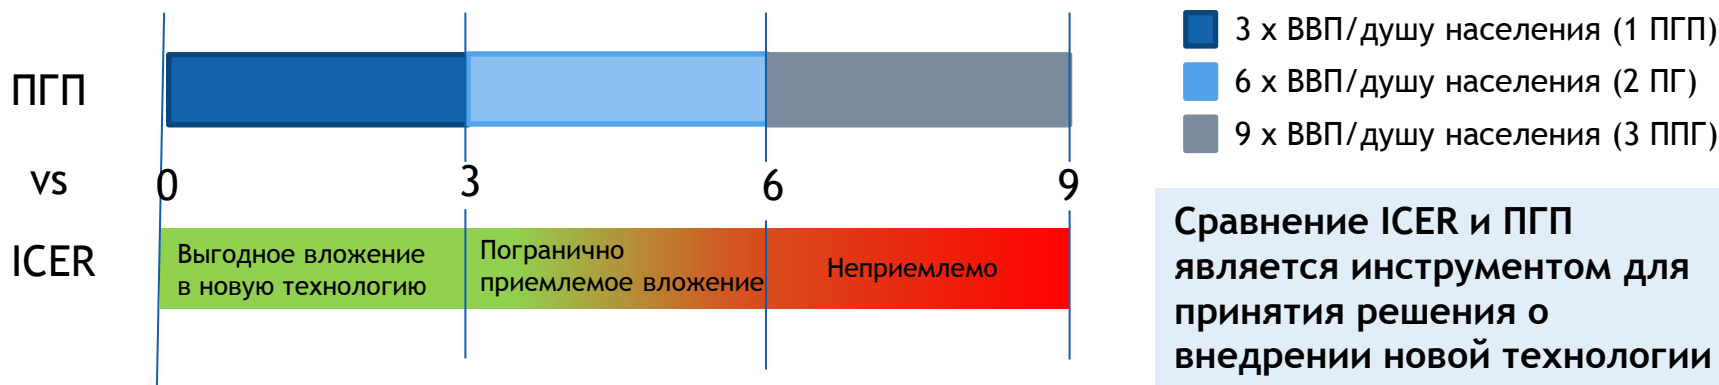 ПГП
vs
ICER
0
3
6
9
Выгодное вложение
в новую технологию
Погранично
приемлемое вложение
Неприемлемо
3 х ВВП/душу населения (1 ПГП)
6 х ВВП/душу населения (2 ПГ)
9 х ВВП/душу населения (3 ППГ)
Сравнение ICER и ПГП
является инструментом для
принятия решения о
внедрении новой технологии